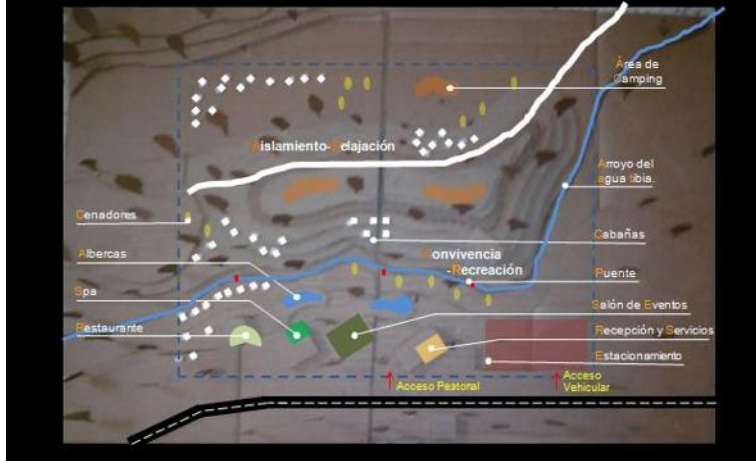 Área de
Camping
Aislamiento-Relajación
Arroyo del
agua tibia.
Cenadores
Cabañas
Albercas
Convivencia
-Recreación
Puente
Spa
Salón de Eventos
Restaurante
Recepción y Servicios
Estacionamiento
Acceso Peatonal
Acceso
Vehicular